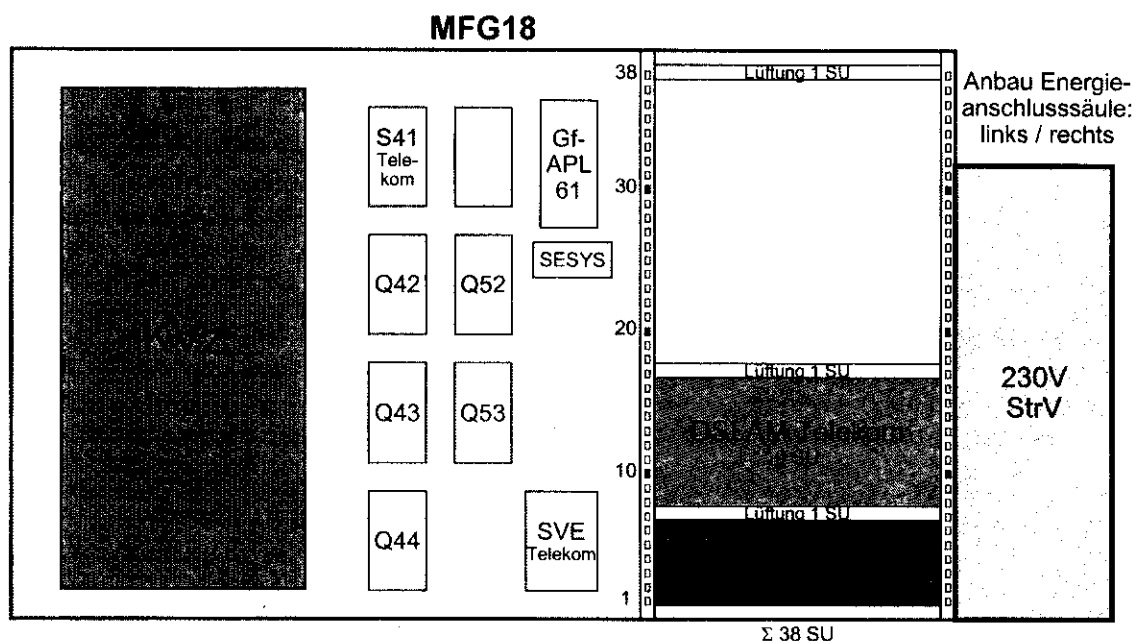 MFG18
S41
Tele-
kom
Gf-
APL
61
SESYS
Q42
Q52
Q43
Q53
Q44
SVE
Telekom
38
30
20
10
1
Lüftung 1 SU
Lüftung 1 SU
DSLAM Telekom
Lüftung 1 SU
Σ 38 SU
Anbau Energie-
anschlusssäule:
links / rechts
230V
StrV